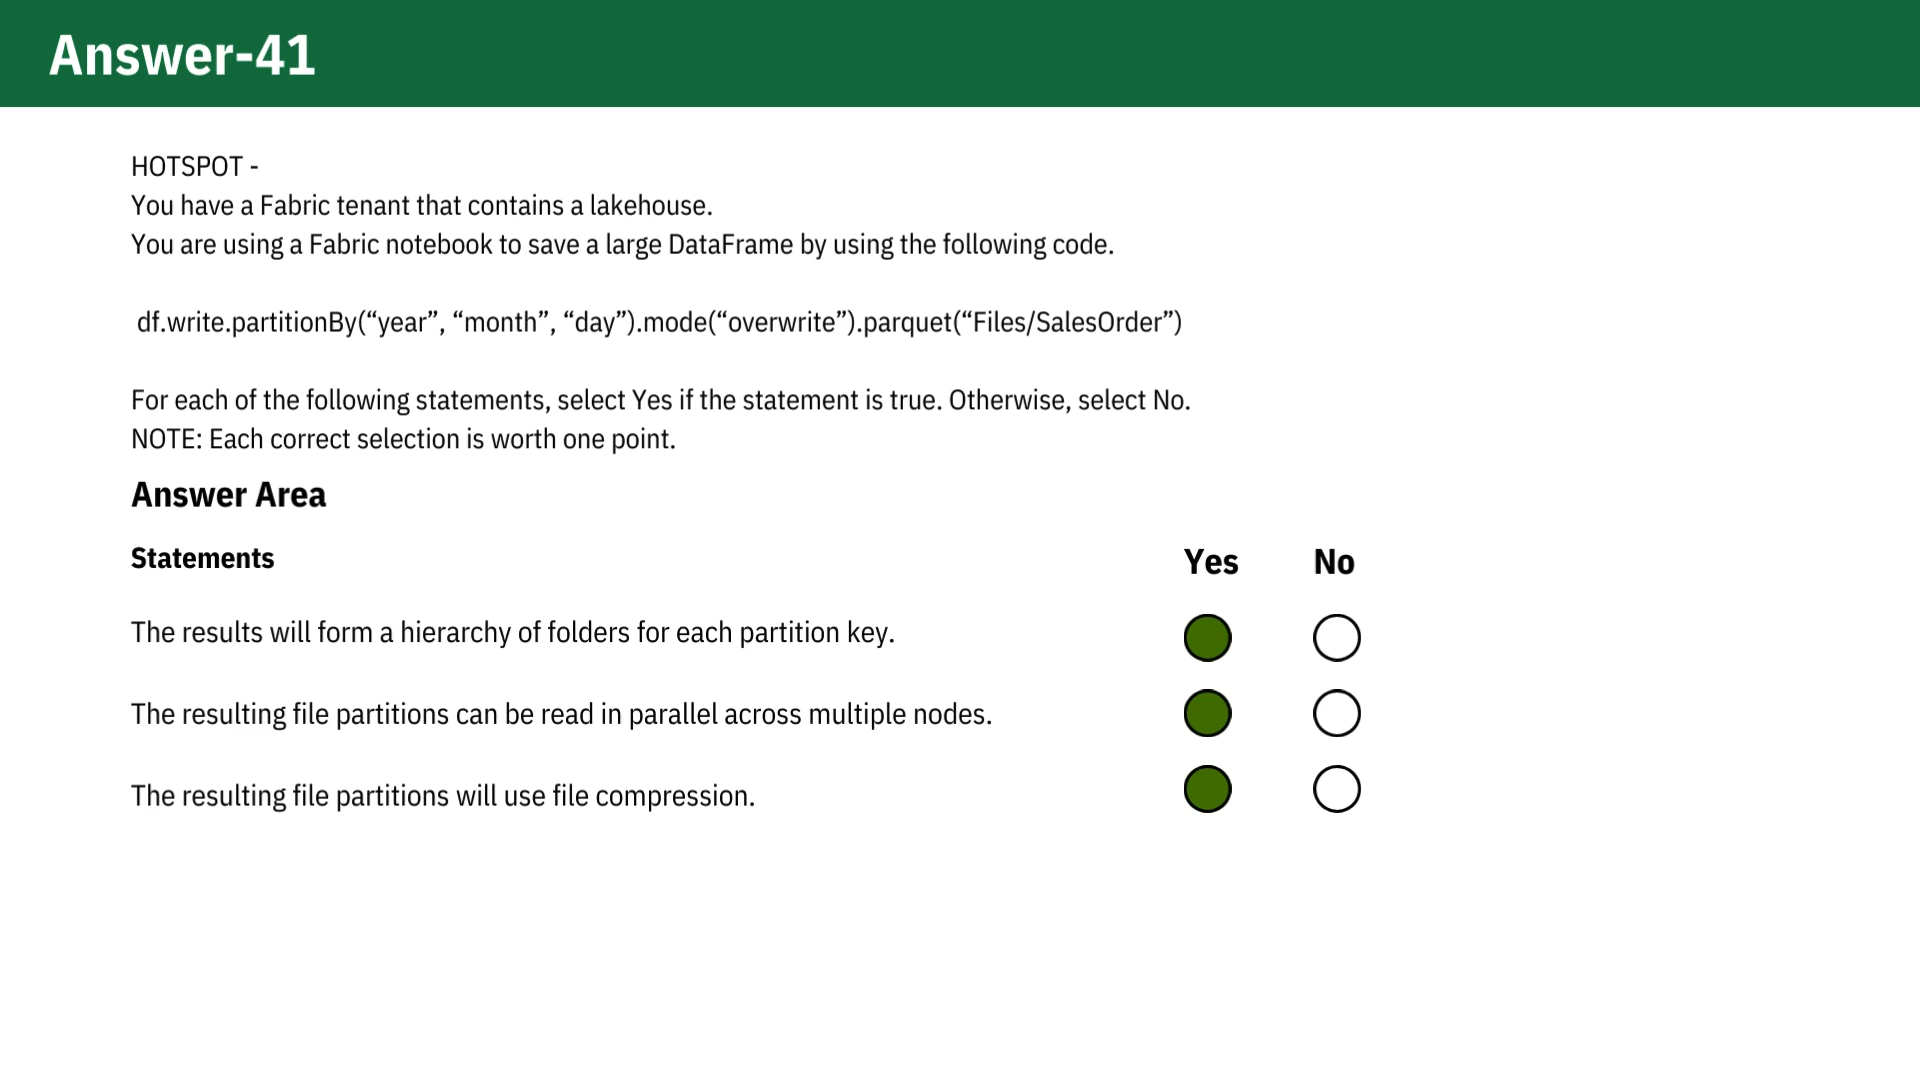 Answer-41
HOTSPOT -
You have a Fabric tenant that contains a lakehouse.
You are using a Fabric notebook to save a large DataFrame by using the following code.
df.write.partitionBy(“year”, “month”, “day”).mode(“overwrite”).parquet(“Files/SalesOrder”)
For each of the following statements, select Yes if the statement is true. Otherwise, select No.
NOTE: Each correct selection is worth one point.
Answer Area
Statements Yes No
The results will form a hierarchy of folders for each partition key.
The resulting file partitions can be read in parallel across multiple nodes.
The resulting file partitions will use file compression.